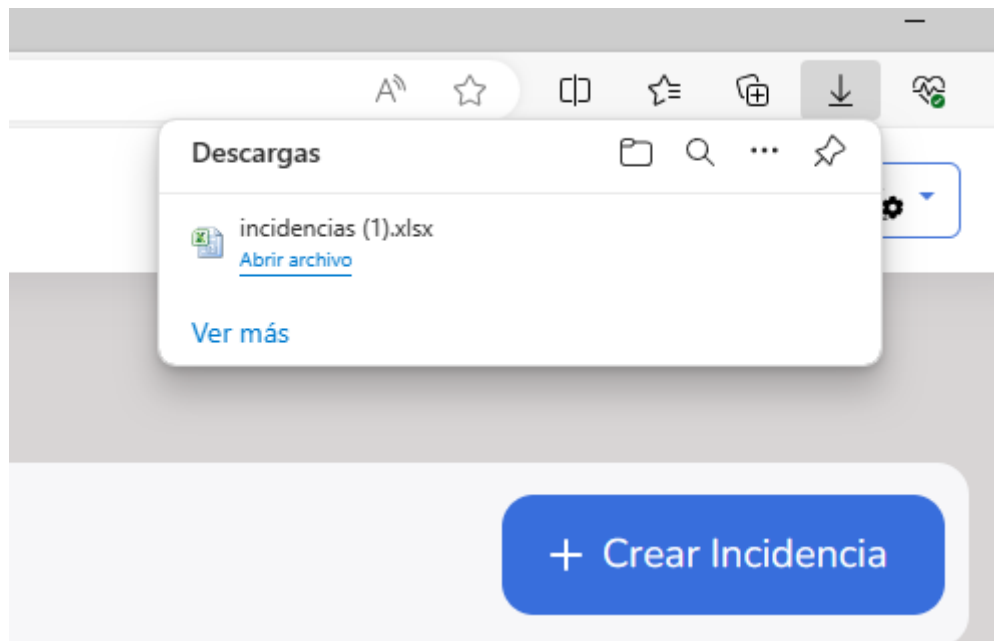 Descargas
incidencias (1).xlsx
Abrir archivo
Ver más
+ Crear Incidencia